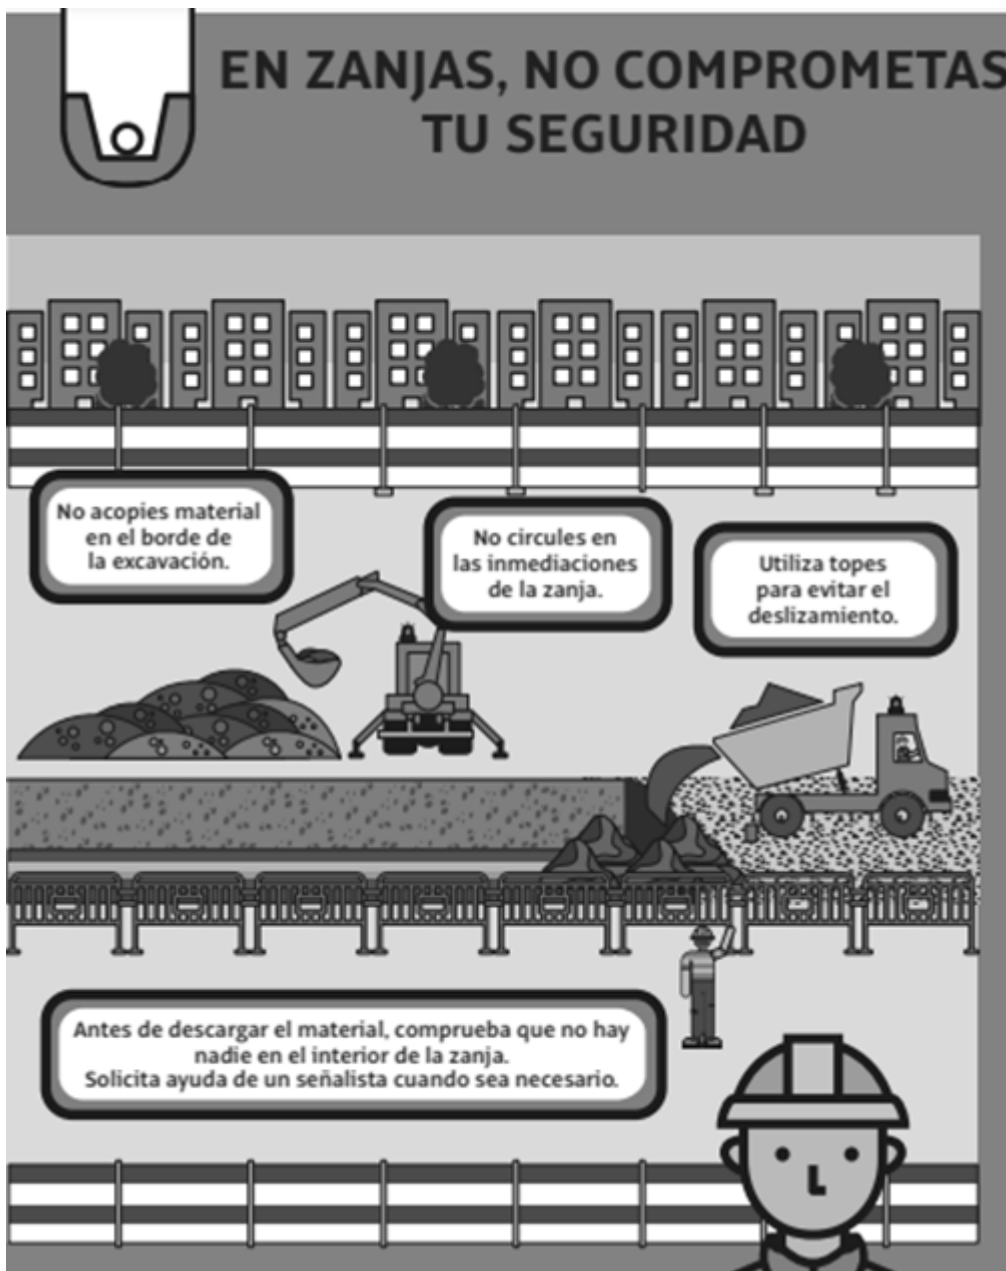 EN ZANJAS, NO COMPROMETAS
TU SEGURIDAD
No acopies material
en el borde de
la excavación.
No circules en
las inmediaciones
de la zanja.
Utiliza topes
para evitar el
deslizamiento.
Antes de descargar el material, comprueba que no hay
nadie en el interior de la zanja.
Solicita ayuda de un señalista cuando sea necesario.